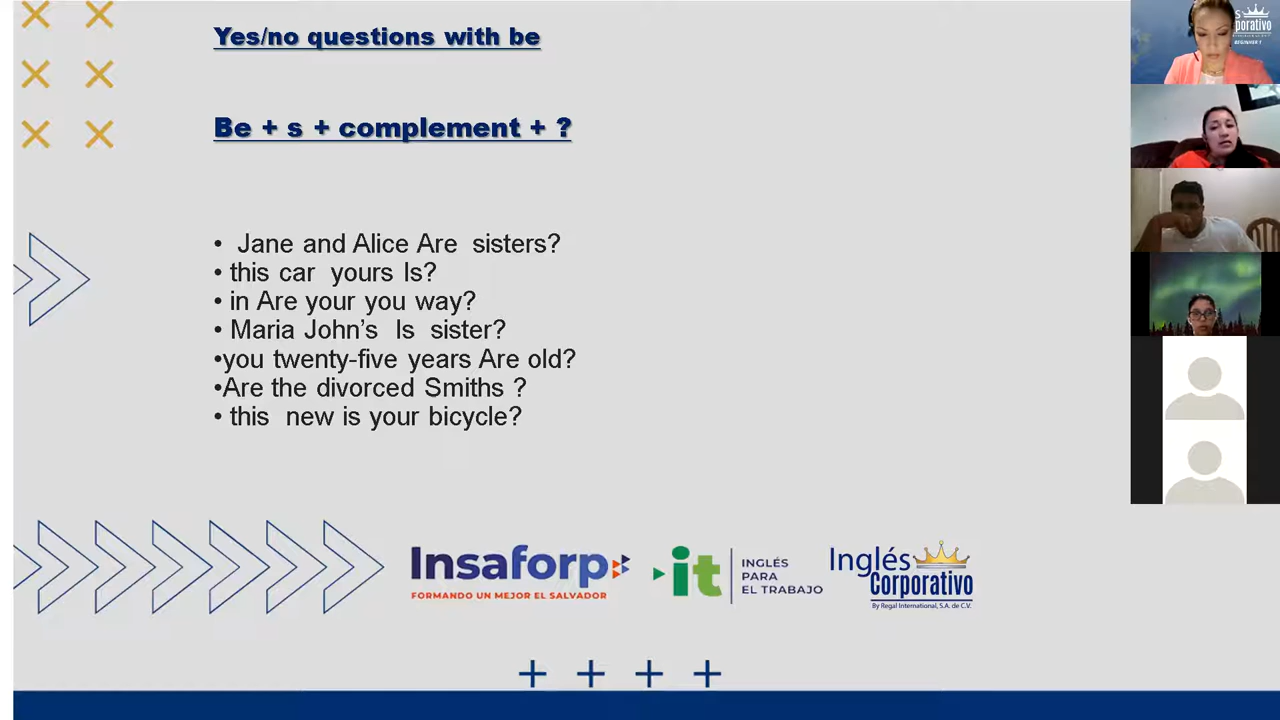 Yes/no questions with be
Be + s + complement + ?
• Jane and Alice Are sisters?
• this car yours Is?
• in Are your you way?
• Maria John's Is sister?
•you twenty-five years Are old?
•Are the divorced Smiths ?
• this new is your bicycle?
Insaforp
FORMANDO UN MEJOR EL SALVADOR
it
INGLÉS
PARA
EL TRABAJO
Inglés
Corporativo
By Regal International, S.A. de C.V.
BEGINNER 1